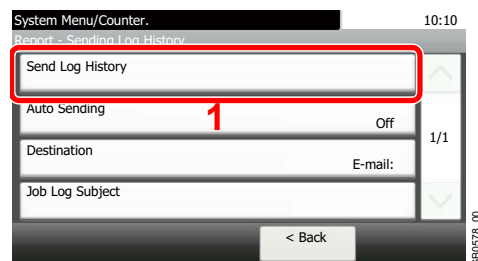 System Menu/Counter.
10:10
Report - Sending Log History
Send Log History
Auto Sending
Off
1
1/1
Destination
E-mail:
Job Log Subject
< Back